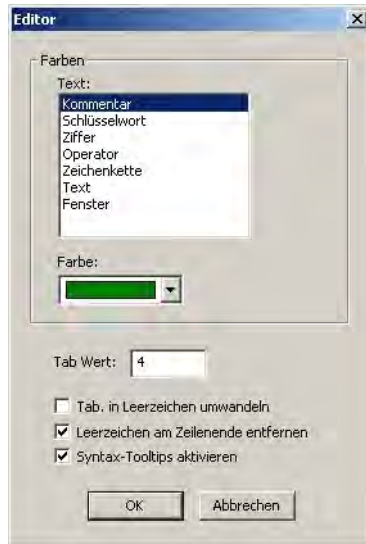 Editor
Farben
Text:
Kommentar
Schlüsselwort
Ziffer
Operator
Zeichenkette
Text
Fenster
Farbe:
Tab Wert: 4
Tab. in Leerzeichen umwandeln
Leerzeichen am Zeilenende entfernen
Syntax-Tooltips aktivieren
OK Abbrechen